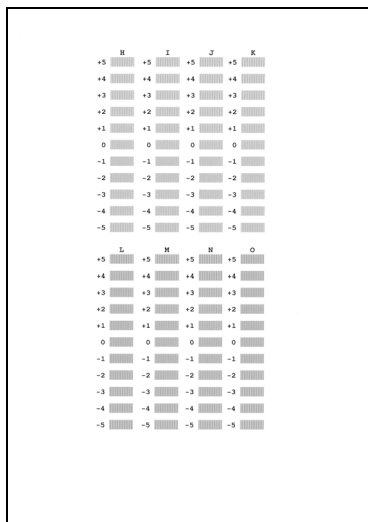 H I J K
+5 +5 +5 +5
+4 +4 +4 +4
+3 +3 +3 +3
+2 +2 +2 +2
+1 +1 +1 +1
0 0 0 0
-1 -1 -1 -1
-2 -2 -2 -2
-3 -3 -3 -3
-4 -4 -4 -4
-5 -5 -5 -5
L M N O
+5 +5 +5 +5
+4 +4 +4 +4
+3 +3 +3 +3
+2 +2 +2 +2
+1 +1 +1 +1
0 0 0 0
-1 -1 -1 -1
-2 -2 -2 -2
-3 -3 -3 -3
-4 -4 -4 -4
-5 -5 -5 -5